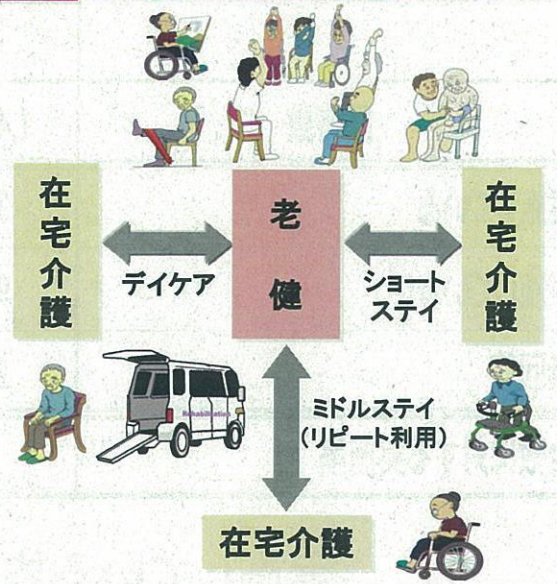 在宅介護
老健
在宅介護
デイケア
ショート
ステイ
Rehabilitation
ミドルステイ
(リピート利用)
在宅介護